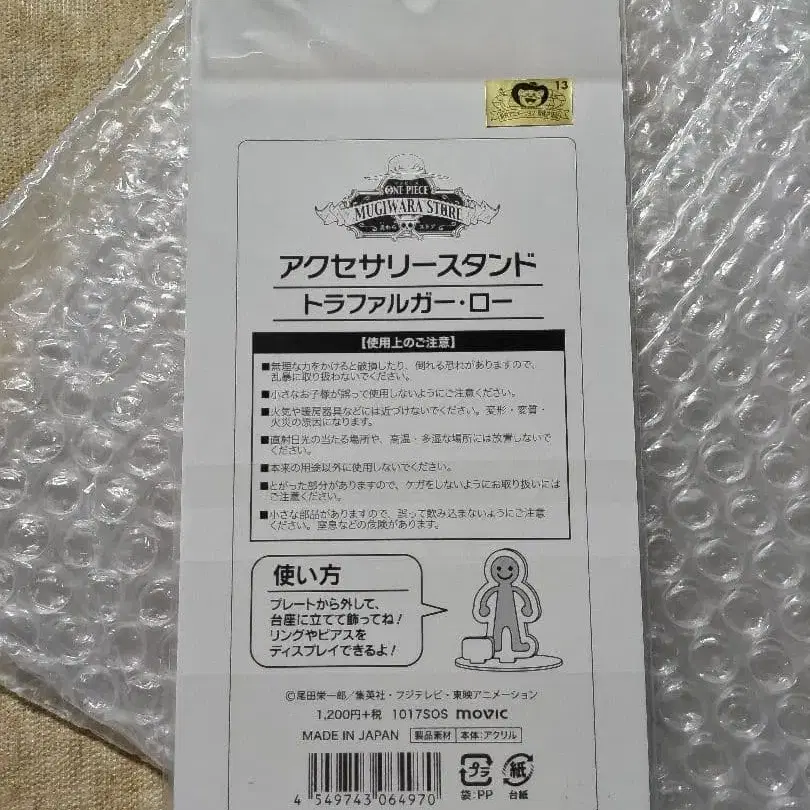 13
ONE PIECE
MUGIWARA STORE
麦わら ストア
アクセサリースタンド
トラファルガー・ロー
【使用上のご注意】
■無理な力をかけると破損したり、倒れる恐れがありますので、
乱暴に取り扱わないでください。
■小さなお子様が誤って使用しないようにご注意ください。
■火気や暖房器具などには近づけないでください。変形・変質・
火災の原因になります。
■直射日光の当たる場所や、高温・多湿な場所には放置しないで
ください。
■本来の用途以外に使用しないでください。
■とがった部分がありますので、ケガをしないようにお取り扱いには
ご注意ください。
■小さな部品がありますので、誤って飲み込まないようにご注意
ください。窒息などの危険があります。
使い方
プレートから外して、
台座に立てて飾ってね!
リングやピアスを
ディスプレイできるよ!
©尾田栄一郎/集英社・フジテレビ・東映アニメーション
1,200円+税 1017SOS movic
MADE IN JAPAN 製品素材 本体:アクリル
プラ 紙
袋:PP 台紙
4 549743 064970